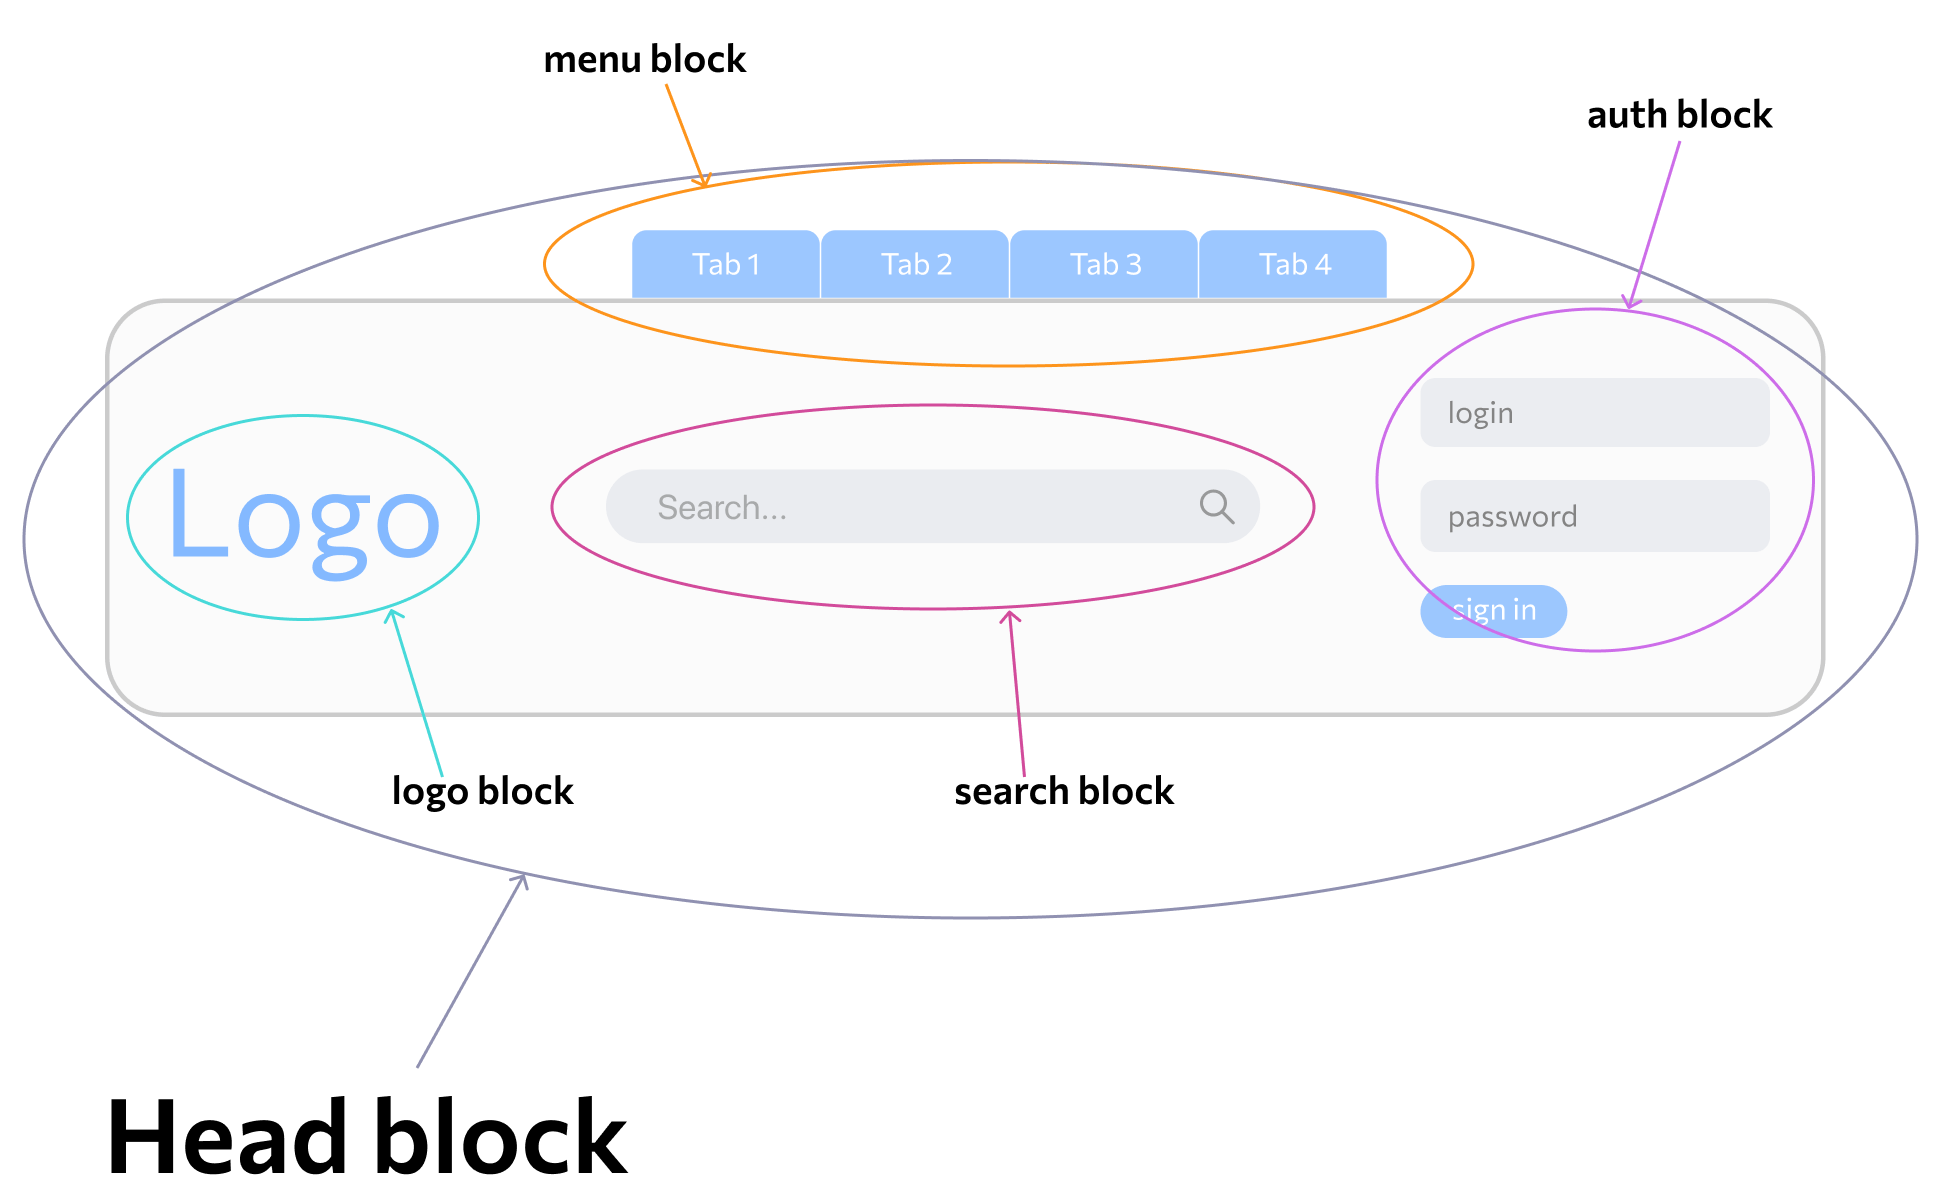 menu block
auth block
Tab 1
Tab 2
Tab 3
Tab 4
login
Logo
Search...
password
sign in
logo block
search block
Head block